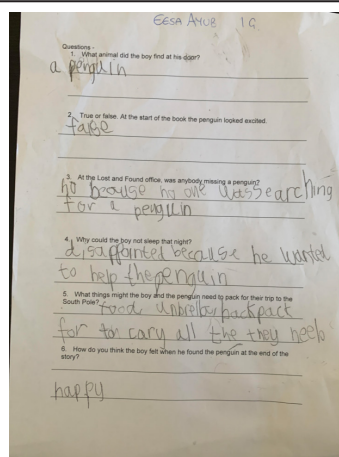 EESA AYUB 1G
Questions -
1. What animal did the boy find at his door?
a penguin
2. True or false. At the start of the book the penguin looked excited.
false
3. At the Lost and Found office, was anybody missing a penguin?
no because no one was searching
for a penguin
4. Why could the boy not sleep that night?
disappointed because he wanted
to help the penguin
5. What things might the boy and the penguin need to pack for their trip to the
South Pole? food backpact
for cary all the they
6. How do you think the boy felt when he found the penguin at the end of the
story?
happy